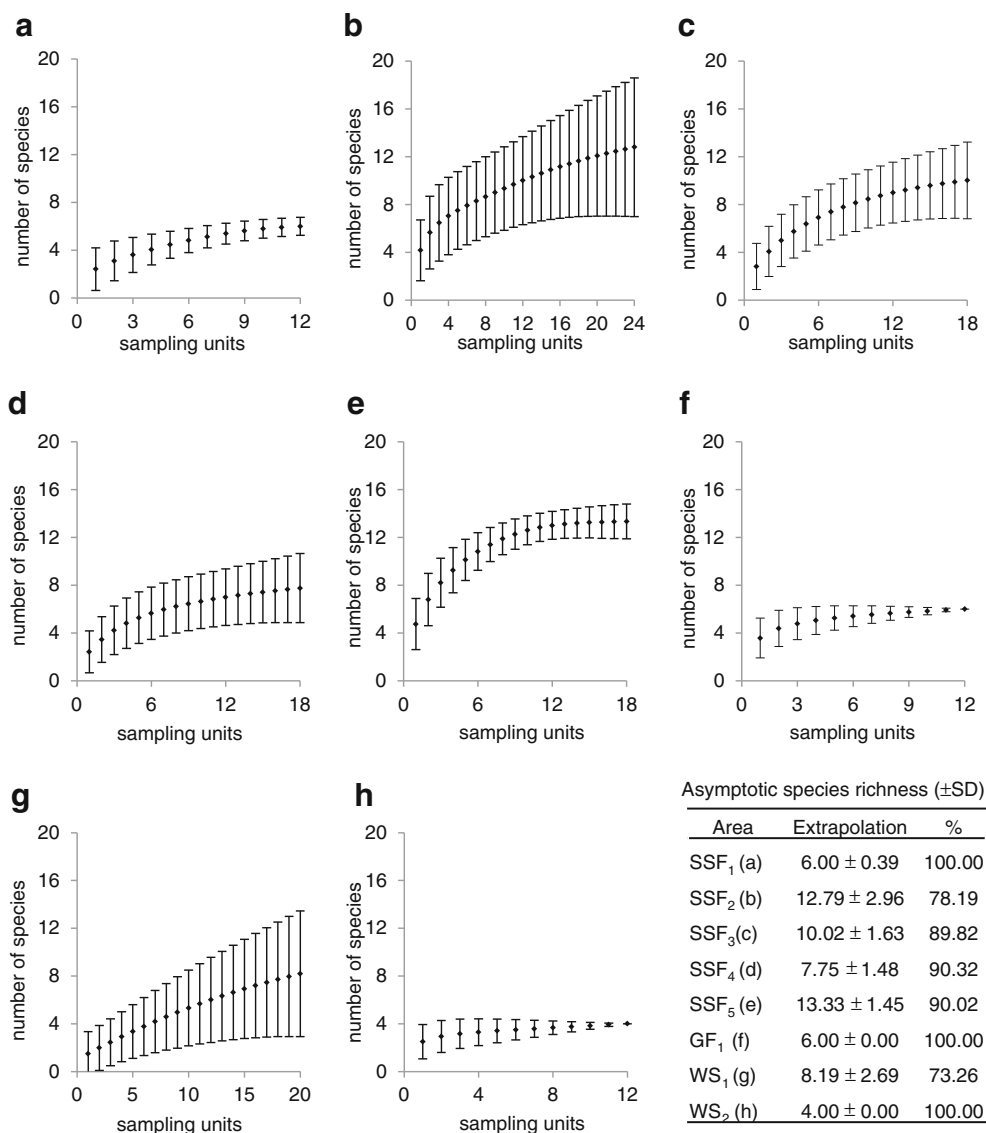 a
20
16
12
8
4
0
number of species
0 3 6 9 12
sampling units
b
20
16
12
8
4
0
number of species
0 4 8 12 16 20 24
sampling units
c
20
16
12
8
4
0
number of species
0 6 12 18
sampling units
d
20
16
12
8
4
0
number of species
0 6 12 18
sampling units
e
20
16
12
8
4
0
number of species
0 6 12 18
sampling units
f
20
16
12
8
4
0
number of species
0 3 6 9 12
sampling units
g
20
16
12
8
4
0
number of species
0 5 10 15 20
sampling units
h
20
16
12
8
4
0
number of species
0 4 8 12
sampling units
Asymptotic species richness (±SD)
Area Extrapolation %
SSF1 (a) 6.00 ± 0.39 100.00
SSF2 (b) 12.79 ± 2.96 78.19
SSF3(c) 10.02 ± 1.63 89.82
SSF4 (d) 7.75 ± 1.48 90.32
SSF5 (e) 13.33 ± 1.45 90.02
GF1 (f) 6.00 ± 0.00 100.00
WS1 (g) 8.19 ± 2.69 73.26
WS2 (h) 4.00 ± 0.00 100.00